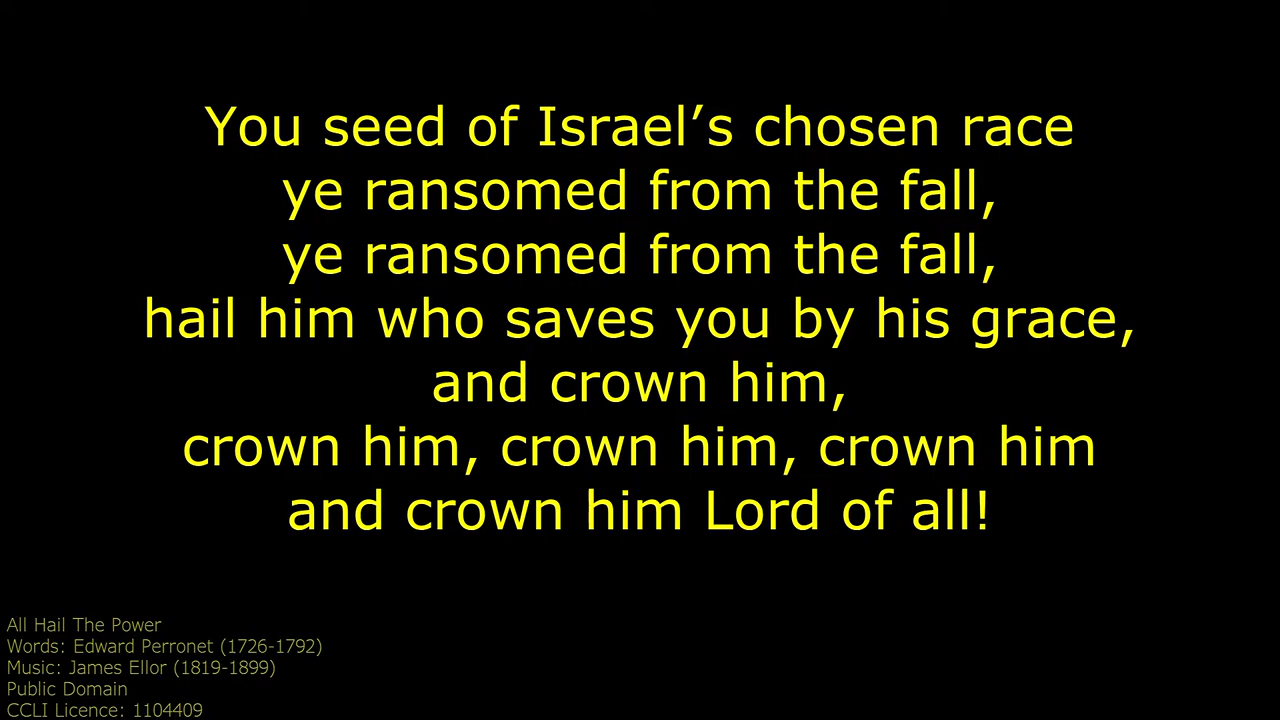 You seed of Israel’s chosen race
ye ransomed from the fall,
ye ransomed from the fall,
hail him who saves you by his grace,
and crown him,
crown him, crown him, crown him
and crown him Lord of all!
All Hail The Power
Words: Edward Perronet (1726-1792)
Music: James Ellor (1819-1899)
Public Domain
CCLI Licence: 1104409